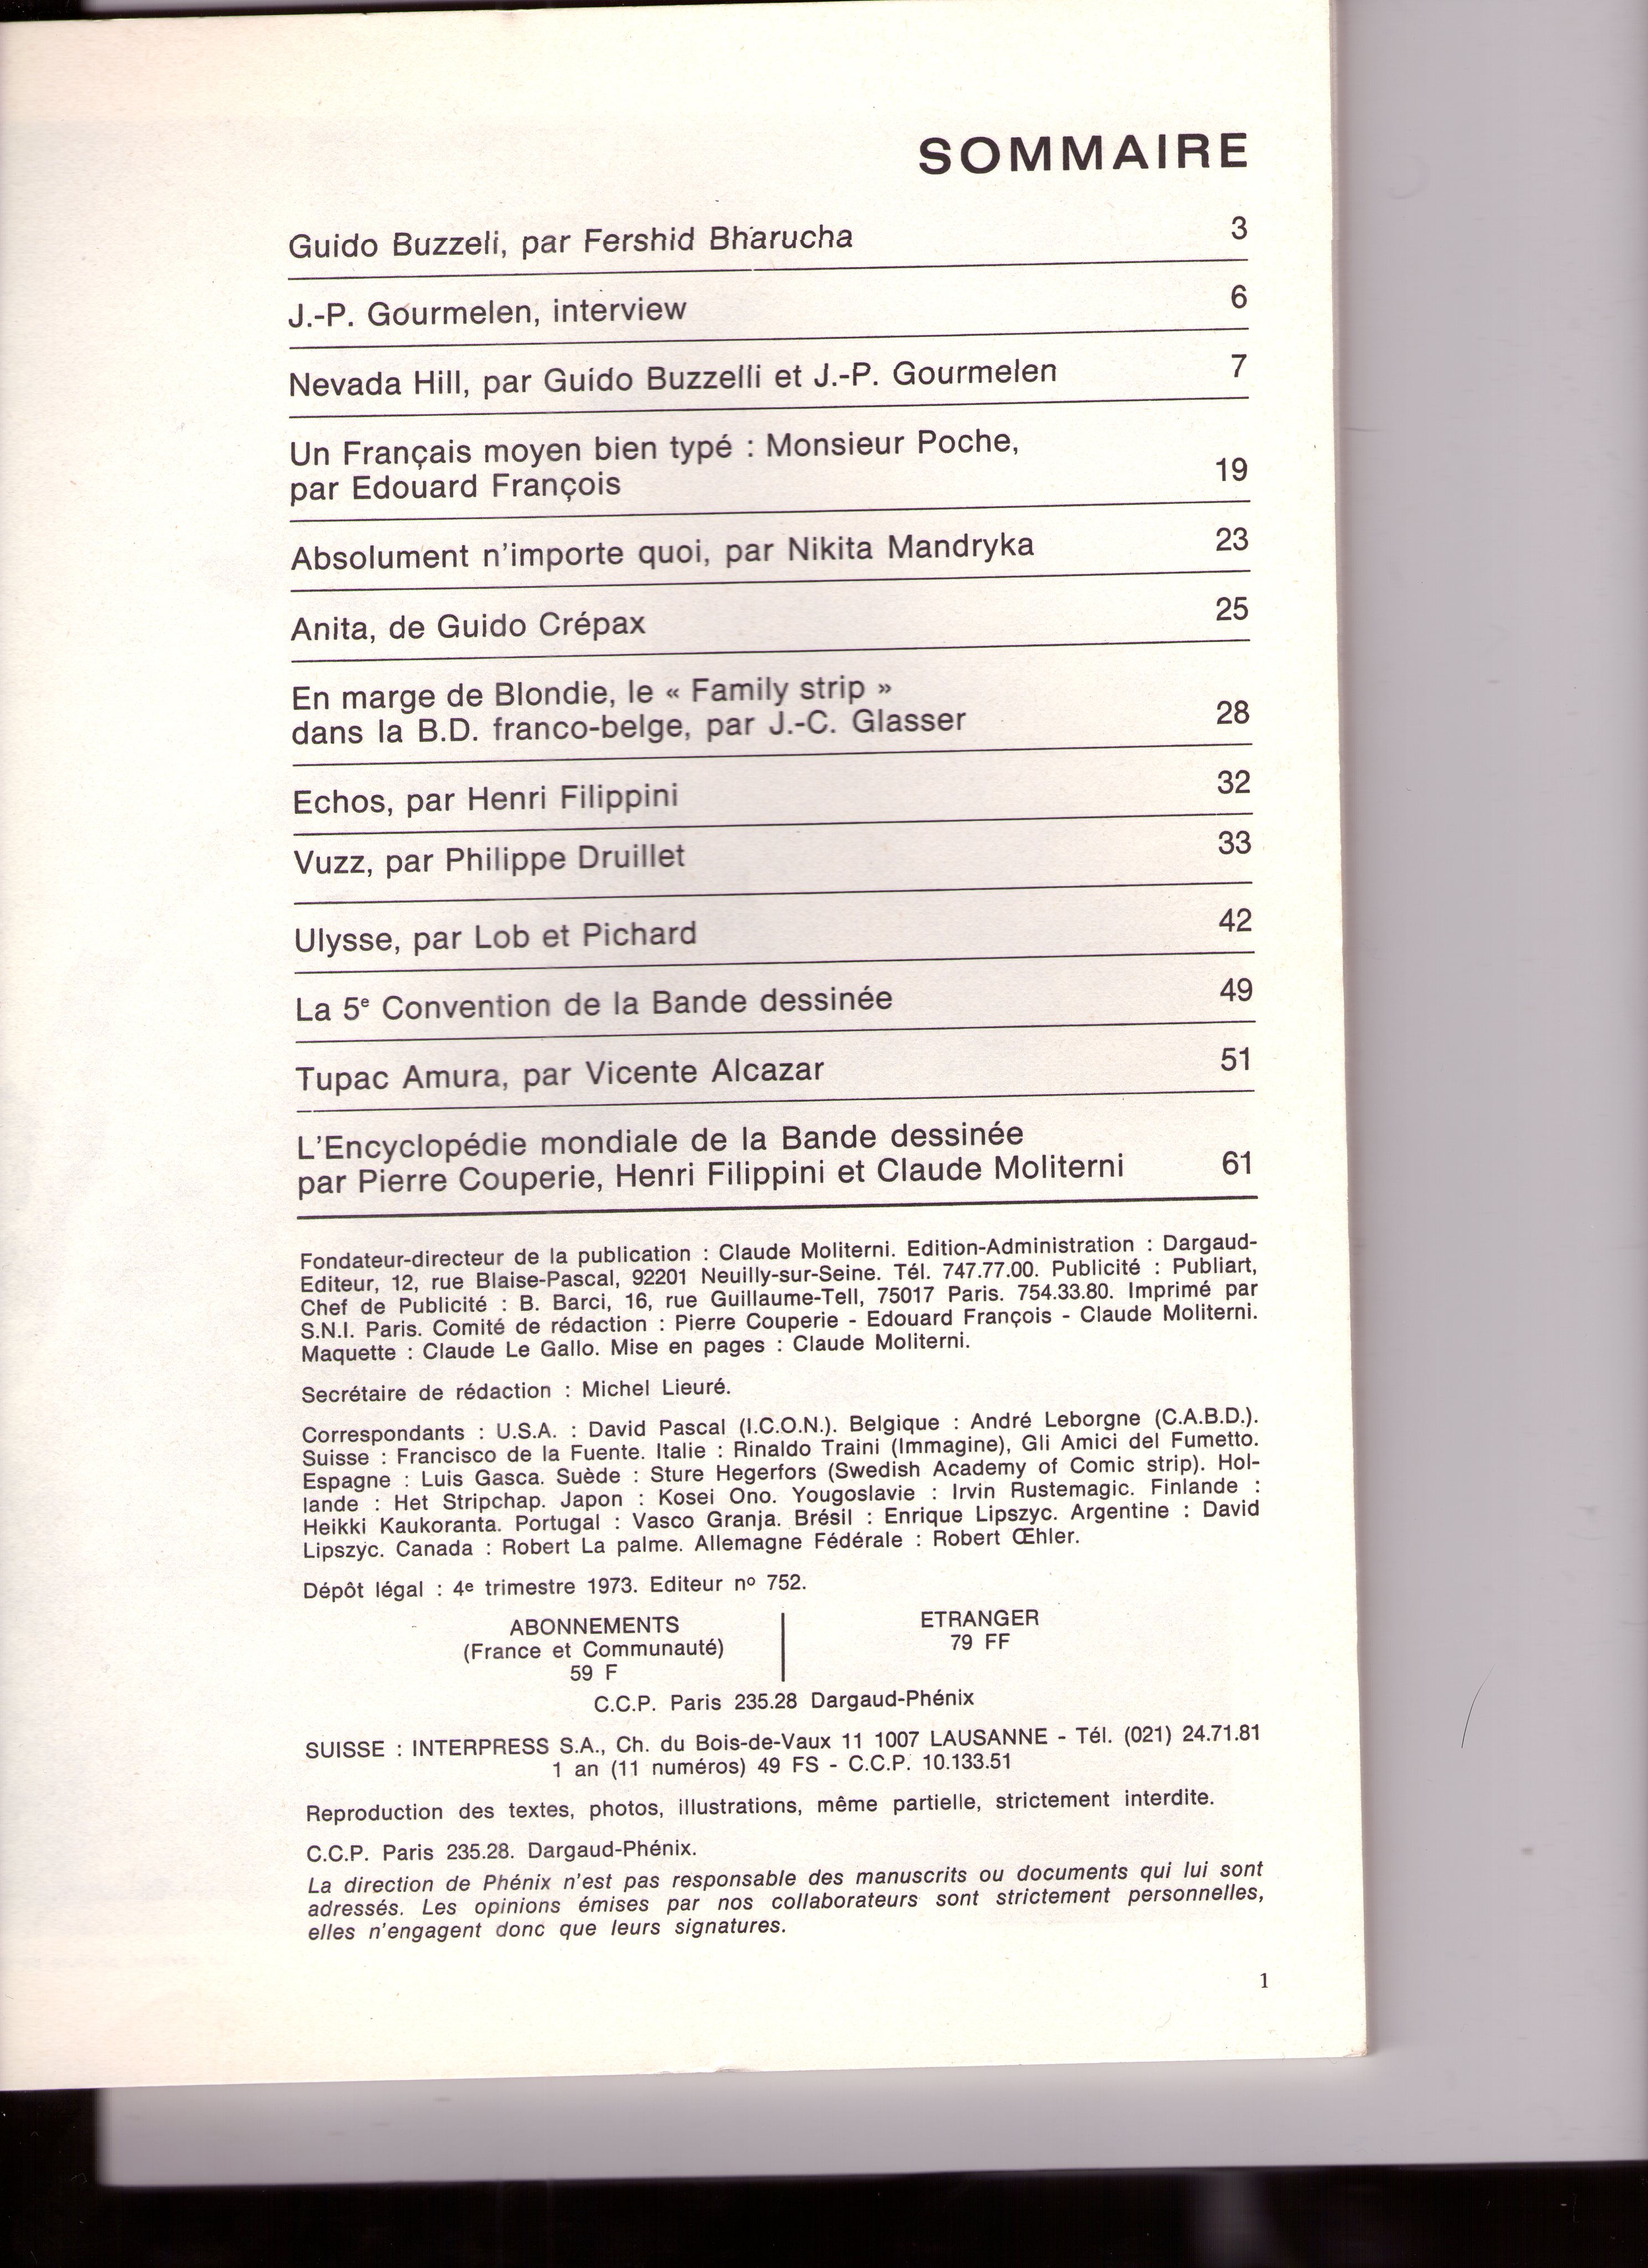 SOMMAIRE
Guido Buzzeli, par Fershid Bharucha 3
J.-P. Gourmelen, interview 6
Nevada Hill, par Guido Buzzelli et J.-P. Gourmelen 7
Un Français moyen bien typé : Monsieur Poche,
par Edouard François 19
Absolument n'importe quoi, par Nikita Mandryka 23
Anita, de Guido Crépax 25
En marge de Blondie, le « Family strip »
dans la B.D. franco-belge, par J.-C. Glasser 28
Echos, par Henri Filippini 32
Vuzz, par Philippe Druillet 33
Ulysse, par Lob et Pichard 42
La 5e Convention de la Bande dessinée 49
Tupac Amura, par Vicente Alcazar 51
L'Encyclopédie mondiale de la Bande dessinée
par Pierre Couperie, Henri Filippini et Claude Moliterni 61
Fondateur-directeur de la publication : Claude Moliterni. Edition-Administration : Dargaud-
Editeur, 12, rue Blaise-Pascal, 92201 Neuilly-sur-Seine. Tél. 747.77.00. Publicité : Publiart,
Chef de Publicité : B. Barci, 16, rue Guillaume-Tell, 75017 Paris. 754.33.80. Imprimé par
S.N.I. Paris. Comité de rédaction : Pierre Couperie - Edouard François - Claude Moliterni.
Maquette : Claude Le Gallo. Mise en pages : Claude Moliterni.
Secrétaire de rédaction : Michel Lieuré.
Correspondants : U.S.A. : David Pascal (I.C.O.N.). Belgique : André Leborgne (C.A.B.D.).
Suisse : Francisco de la Fuente. Italie : Rinaldo Traini (Immagine), Gli Amici del Fumetto.
Espagne : Luis Gasca. Suède : Sture Hegerfors (Swedish Academy of Comic strip). Hol-
lande : Het Stripchap. Japon : Kosei Ono. Yougoslavie : Irvin Rustemagic. Finlande :
Heikki Kaukoranta. Portugal : Vasco Granja. Brésil : Enrique Lipszyc. Argentine : David
Lipszyc. Canada : Robert La palme. Allemagne Fédérale : Robert Œhler.
Dépôt légal : 4e trimestre 1973. Editeur no 752.
ABONNEMENTS
(France et Communauté)
59 F
ETRANGER
79 FF
C.C.P. Paris 235.28 Dargaud-Phénix
SUISSE : INTERPRESS S.A., Ch. du Bois-de-Vaux 11 1007 LAUSANNE - Tél. (021) 24.71.81
1 an (11 numéros) 49 FS - C.C.P. 10.133.51
Reproduction des textes, photos, illustrations, même partielle, strictement interdite.
C.C.P. Paris 235.28. Dargaud-Phénix.
La direction de Phénix n'est pas responsable des manuscrits ou documents qui lui sont
adressés. Les opinions émises par nos collaborateurs sont strictement personnelles,
elles n'engagent donc que leurs signatures.
1